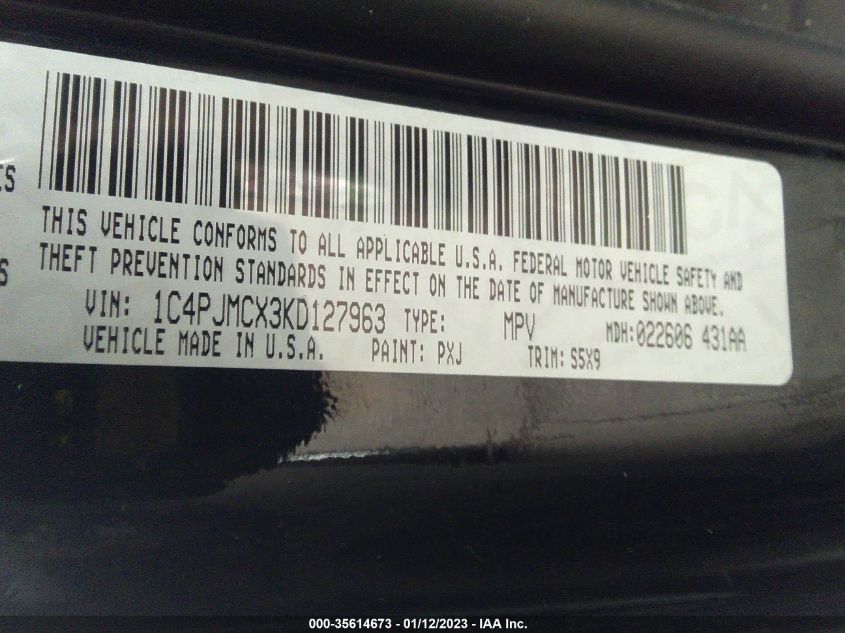 TS
S
THIS VEHICLE CONFORMS TO ALL APPLICABLE U.S.A. FEDERAL MOTOR VEHICLE SAFETY AND
THEFT PREVENTION STANDARDS IN EFFECT ON THE DATE OF MANUFACTURE SHOWN ABOVE.
VIN: 1C4PJMCX3KD127963 TYPE: MPV MDH:022606 431AA
VEHICLE MADE IN U.S.A. PAINT: PXJ TRIM: S5X9
000-35614673 - 01/12/2023 - IAA Inc.